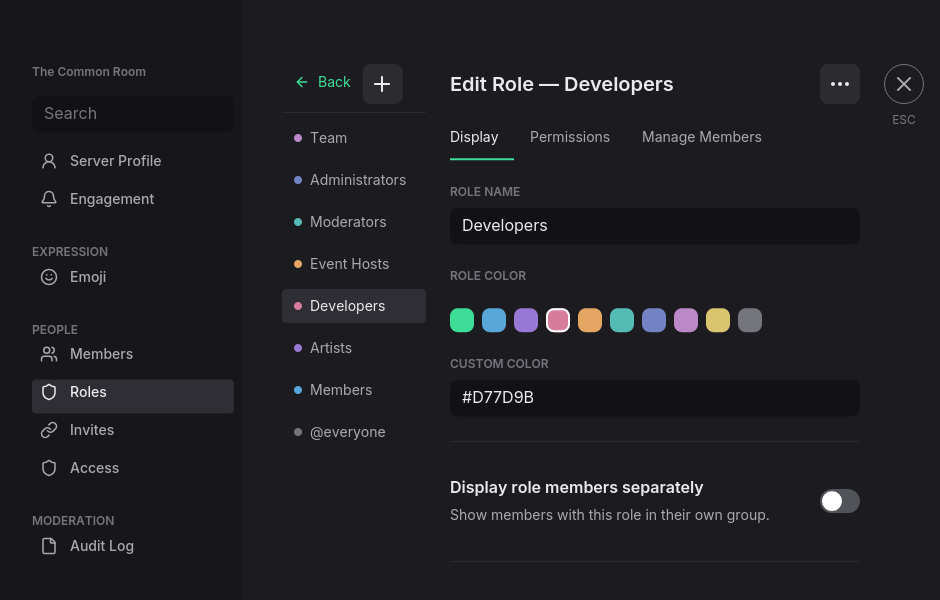 The Common Room
Search
Server Profile
Engagement
EXPRESSION
Emoji
PEOPLE
Members
Roles
Invites
Access
MODERATION
Audit Log
Back
Team
Administrators
Moderators
Event Hosts
Developers
Artists
Members
@everyone
Edit Role — Developers
ESC
Display Permissions Manage Members
ROLE NAME
Developers
ROLE COLOR
CUSTOM COLOR
#D77D9B
Display role members separately
Show members with this role in their own group.